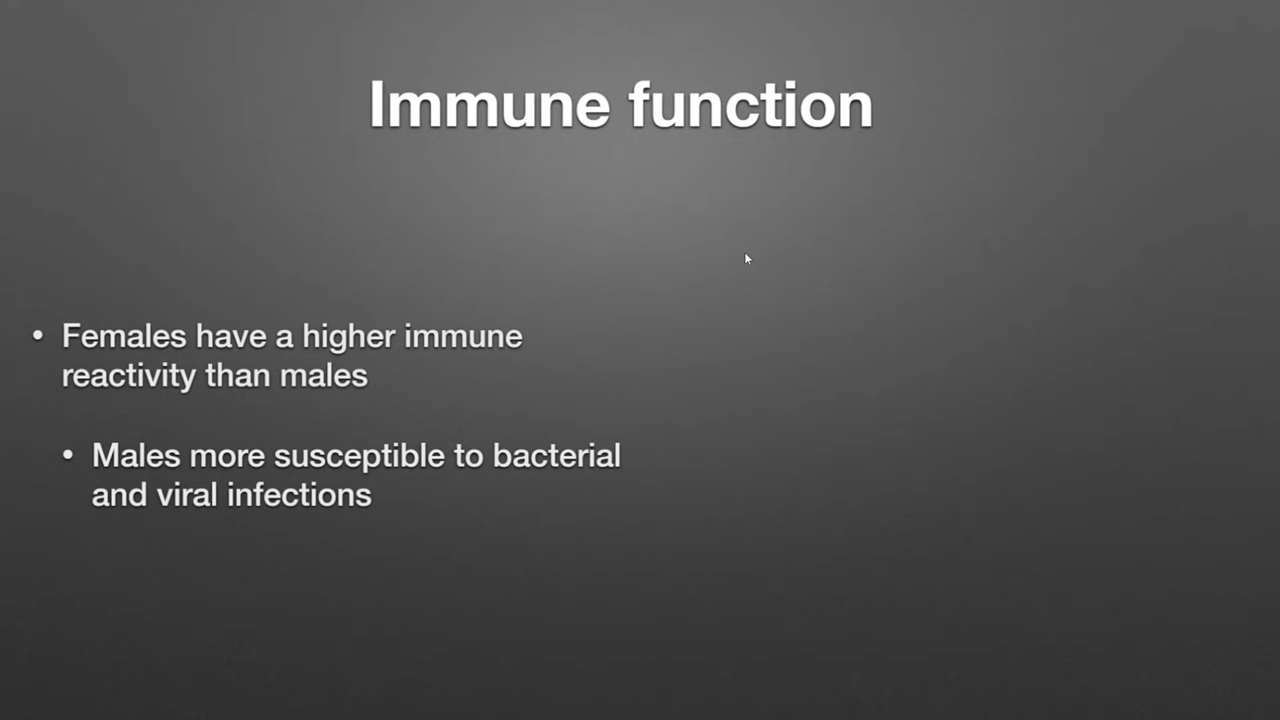 Immune function
• Females have a higher immune
reactivity than males
• Males more susceptible to bacterial
and viral infections